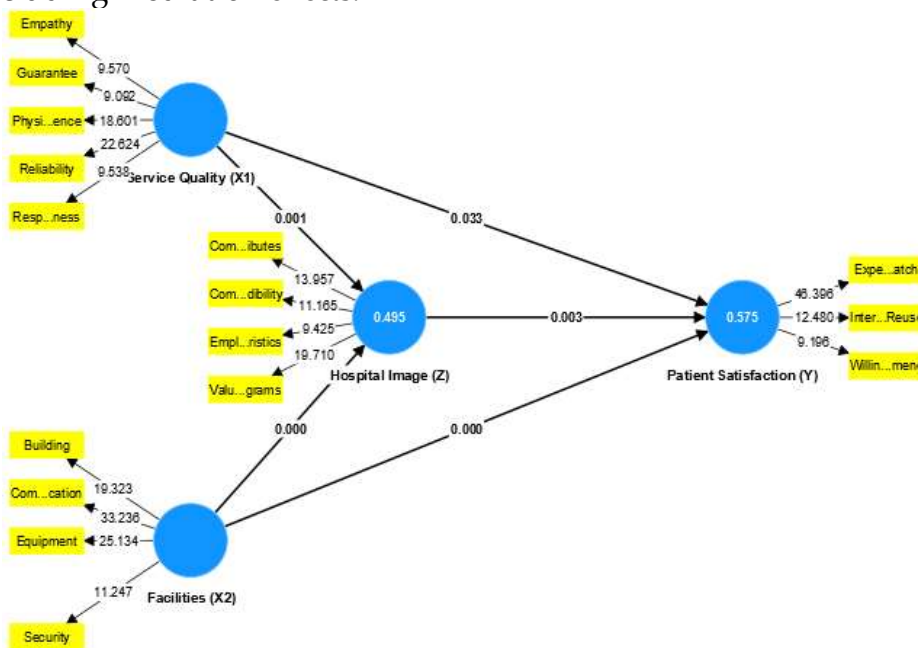 Empathy
9.570
Guarantee
9.092
Physi...ence
18.601
22.624
Reliability
9.538
Service Quality (X1)
Resp...ness
0.001
0.033
Com...ibutes
13.957
Com...dibility
11.165
9.425
Empl...ristics
19.710
Valu...grams
0.495
Hospital Image (Z)
0.003
0.575
Patient Satisfaction (Y)
Expe...atch
46.396
12.480
Inter...Reuse
9.196
Willin...mend
0.000
0.000
Building
19.323
Com...cation
33.236
Equipment
25.134
11.247
Facilities (X2)
Security